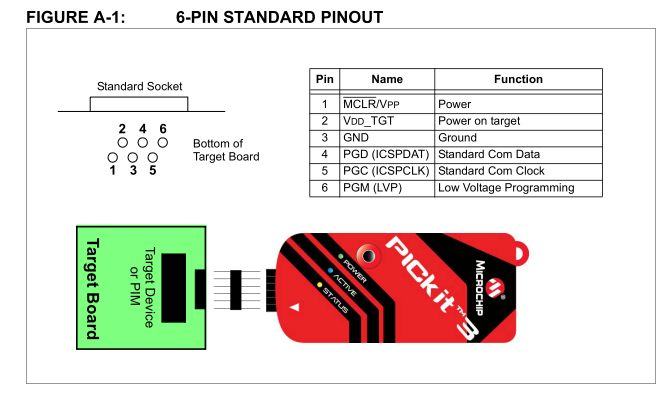 FIGURE A-1: 6-PIN STANDARD PINOUT
Standard Socket
2 4 6
1 3 5
Bottom of
Target Board
Pin Name Function
1 MCLR/VPP Power
2 VDD_TGT Power on target
3 GND Ground
4 PGD (ICSPDAT) Standard Com Data
5 PGC (ICSPCLK) Standard Com Clock
6 PGM (LVP) Low Voltage Programming
Target Board
Target Device
or PIM
POWER
ACTIVE
STATUS
PICkit™ 3
MICROCHIP